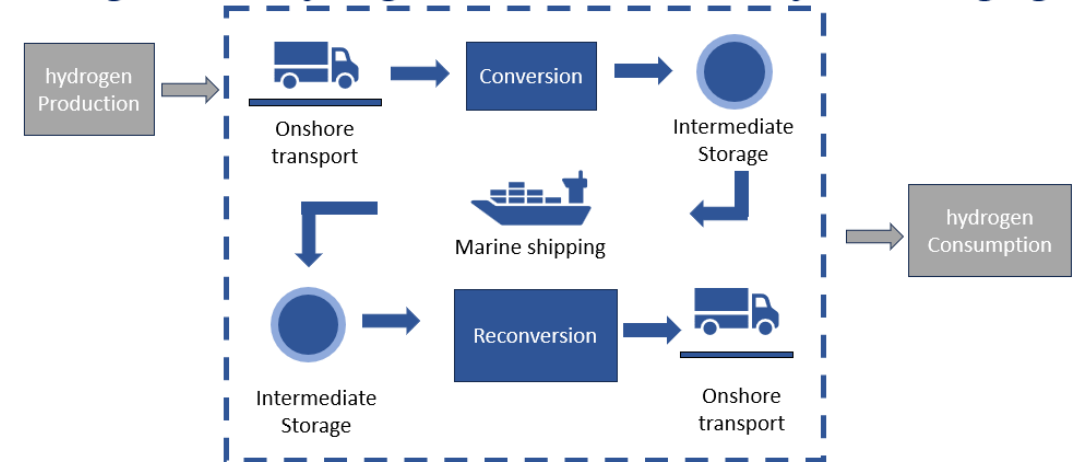 hydrogen
Production
Onshore
transport
Conversion
Intermediate
Storage
Marine shipping
hydrogen
Consumption
Intermediate
Storage
Reconversion
Onshore
transport